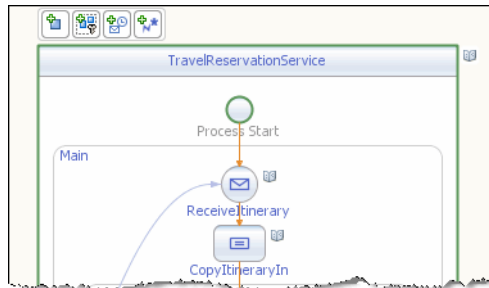 TravelReservationService
Process Start
Main
ReceiveItinerary
CopyItineraryIn